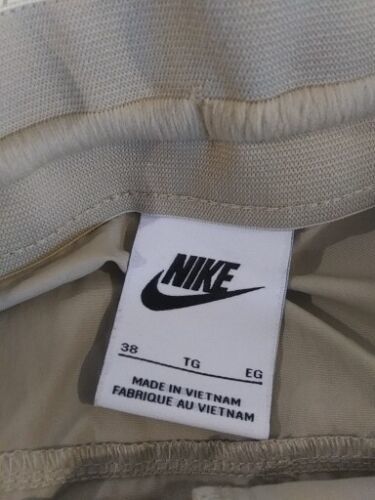 NIKE
38 TG EG
MADE IN VIETNAM
FABRIQUE AU VIETNAM